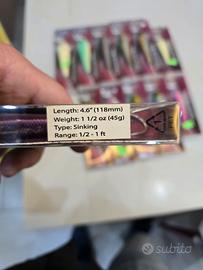 Length: 4.6" (118mm)
Weight: 1 1/2 oz (45g)
Type: Sinking
Range: 1/2 - 1 ft
subito